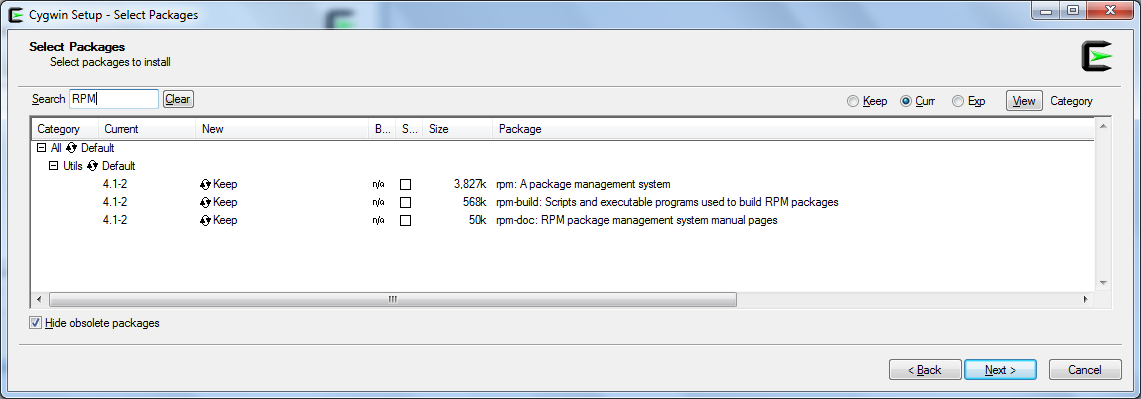 Cygwin Setup - Select Packages
Select Packages
Select packages to install
Search RPM Clear Keep Curr Exp View Category
Category Current New B... S... Size Package
All Default
Utils Default
4.1-2 Keep n/a 3,827k rpm: A package management system
4.1-2 Keep n/a 568k rpm-build: Scripts and executable programs used to build RPM packages
4.1-2 Keep n/a 50k rpm-doc: RPM package management system manual pages
Hide obsolete packages
< Back Next > Cancel